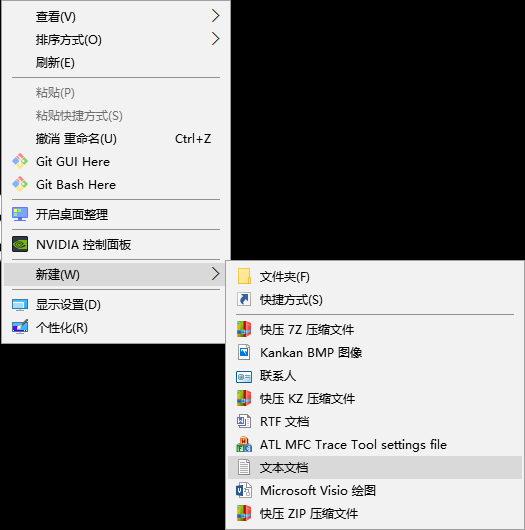 查看(V)
排序方式(O)
刷新(E)
粘贴(P)
粘贴快捷方式(S)
撤消 重命名(U) Ctrl+Z
Git GUI Here
Git Bash Here
开启桌面整理
NVIDIA 控制面板
新建(W)
显示设置(D)
个性化(R)
文件夹(F)
快捷方式(S)
快压 7Z 压缩文件
Kankan BMP 图像
联系人
快压 KZ 压缩文件
RTF 文档
ATL MFC Trace Tool settings file
文本文档
Microsoft Visio 绘图
快压 ZIP 压缩文件